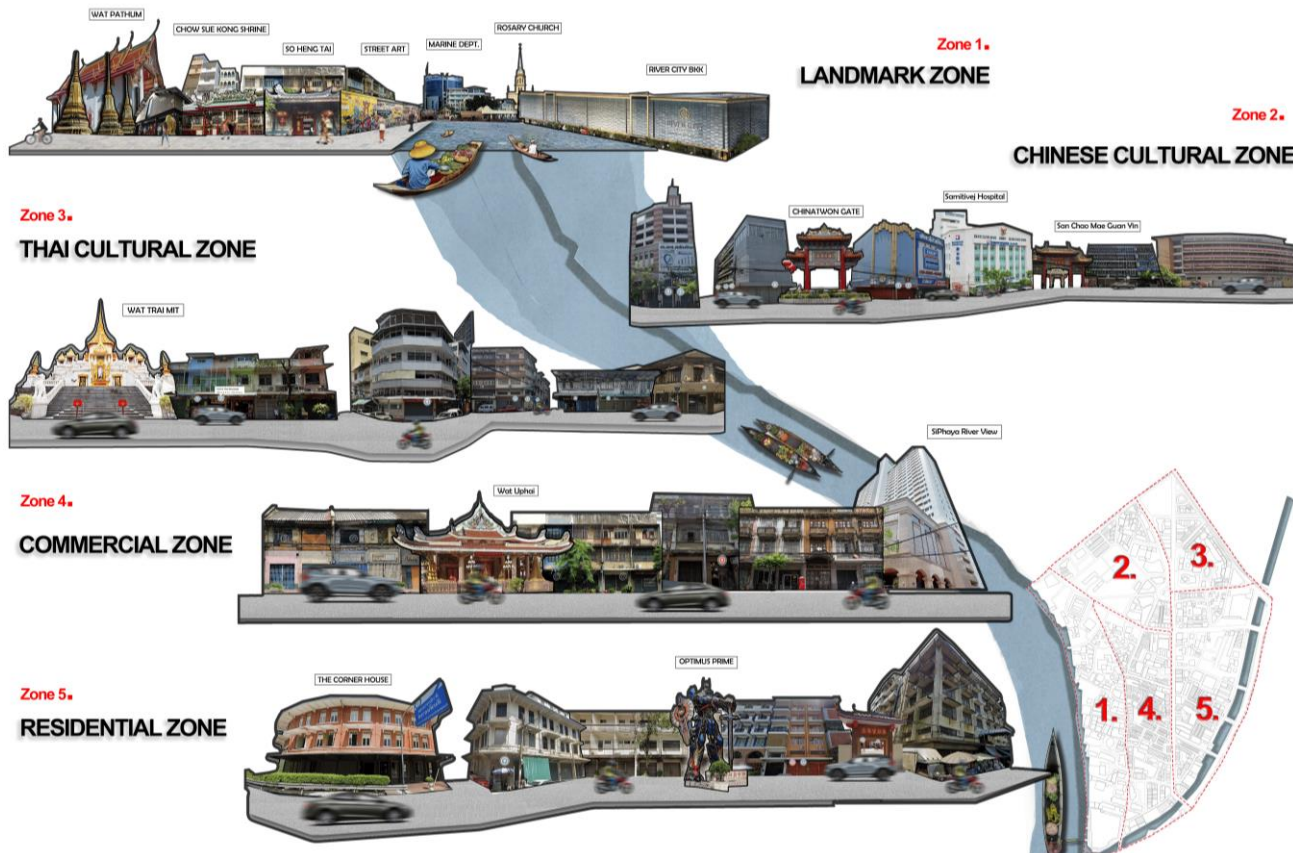 WAT PATHUM
CHOW SUE KONG SHRINE
SO HENG TAI
STREET ART
MARINE DEPT.
ROSARY CHURCH
RIVER CITY BKK
Zone 1.
LANDMARK ZONE
Zone 2.
CHINESE CULTURAL ZONE
CHINATWON GATE
Samitivej Hospital
San Chao Mae Guan Yin
Zone 3.
THAI CULTURAL ZONE
WAT TRAI MIT
SiPhaya River View
Zone 4.
COMMERCIAL ZONE
Wat Uphai
Zone 5.
RESIDENTIAL ZONE
THE CORNER HOUSE
OPTIMUS PRIME
2.
3.
1.
4.
5.